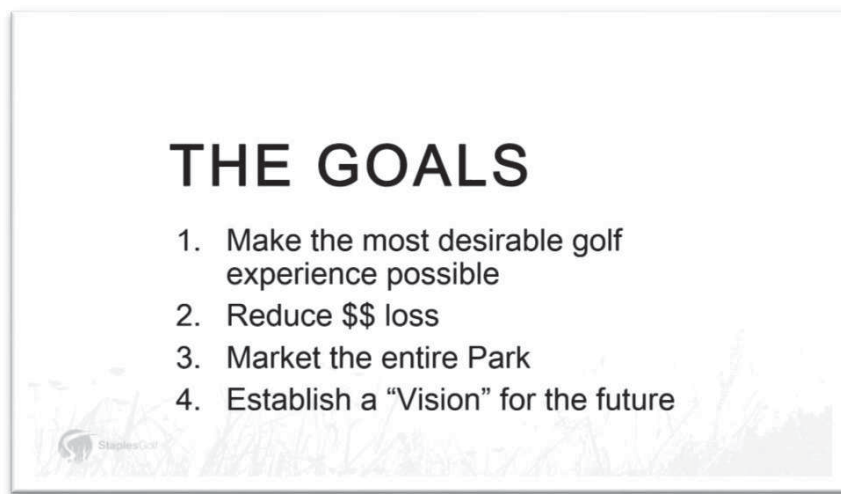 THE GOALS
1. Make the most desirable golf
experience possible
2. Reduce $$ loss
3. Market the entire Park
4. Establish a “Vision” for the future
StaplesGolf